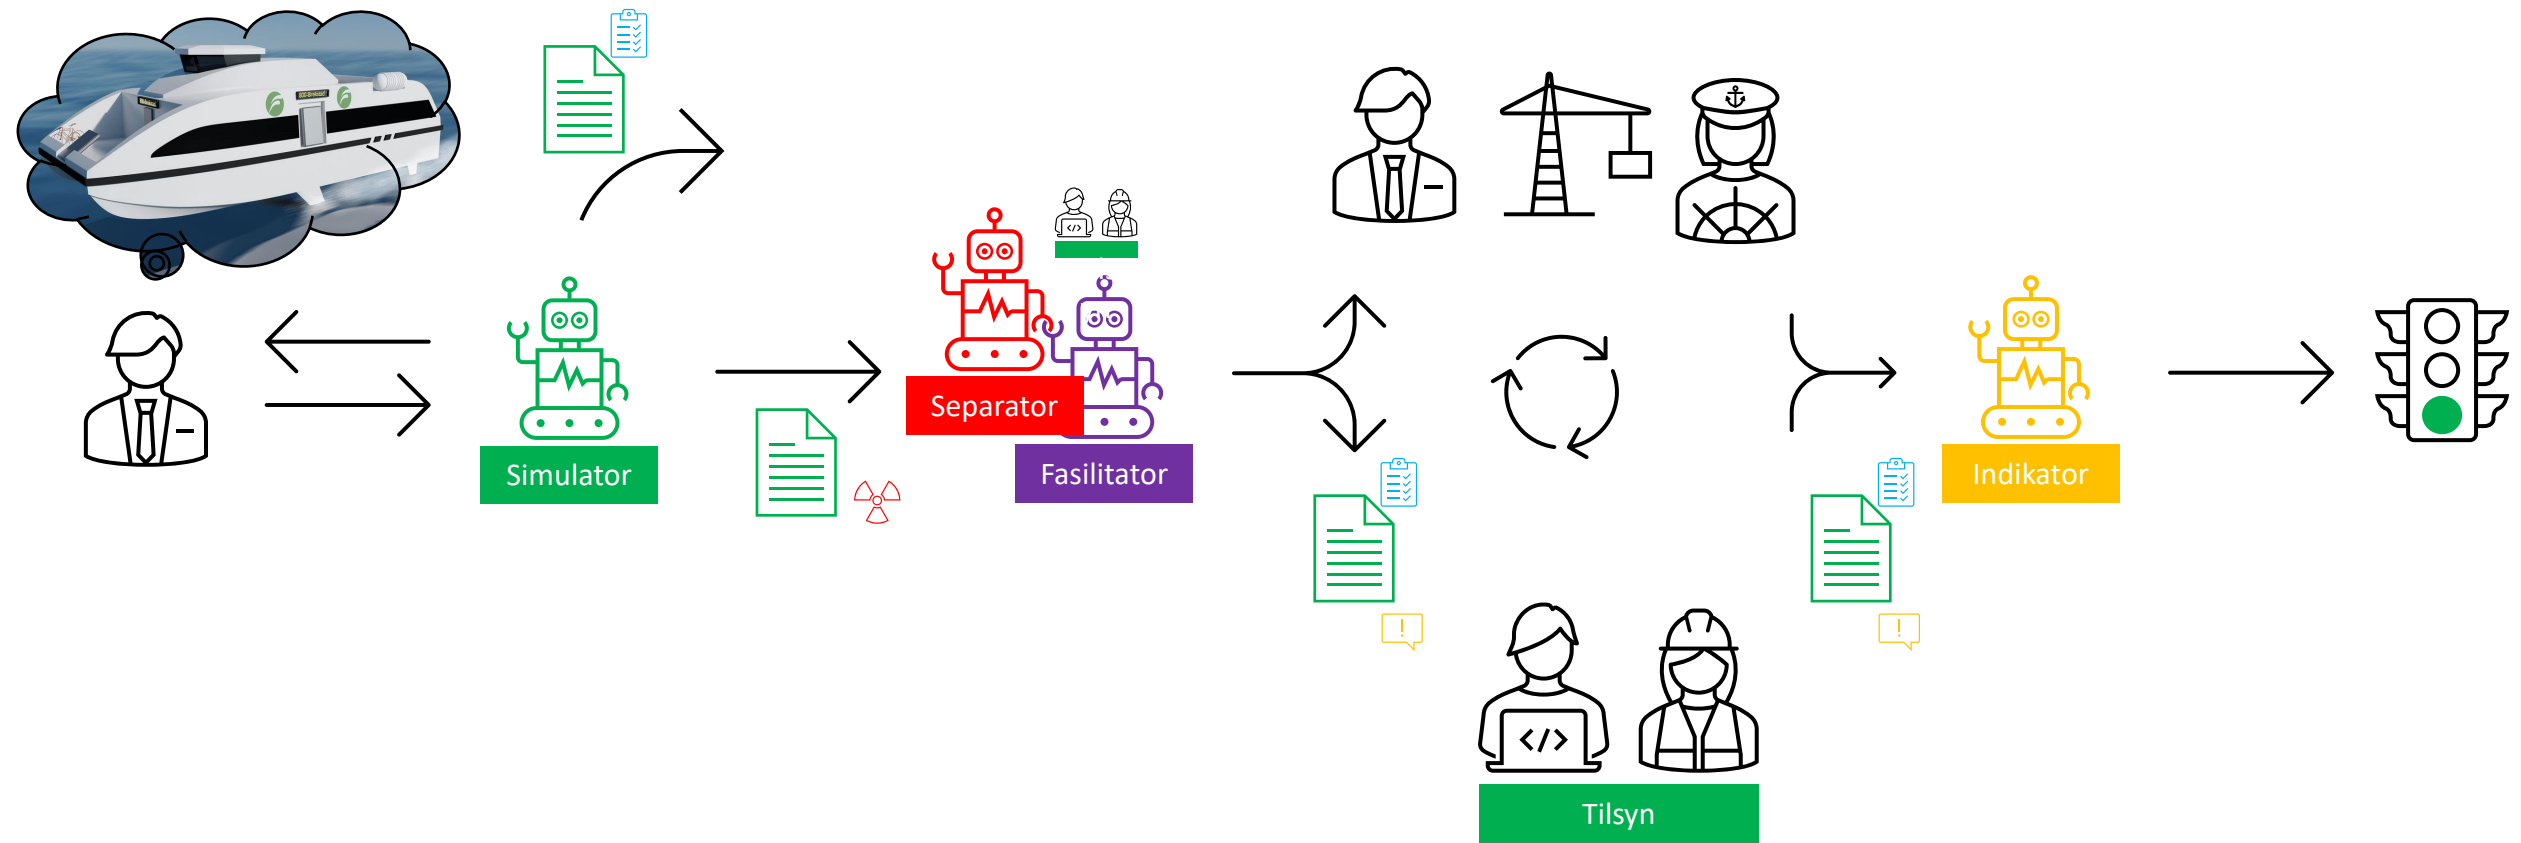 Separator
Simulator
Fasilitator
Indikator
</>
Tilsyn